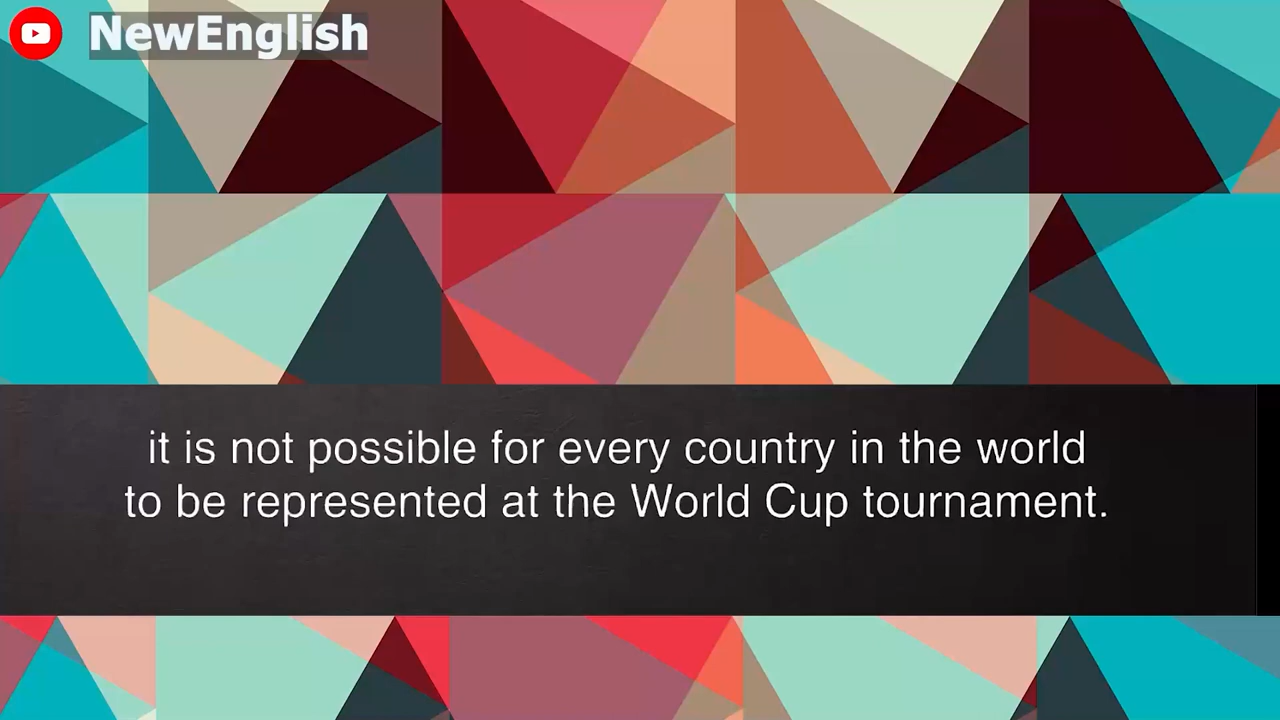 NewEnglish
it is not possible for every country in the world
to be represented at the World Cup tournament.